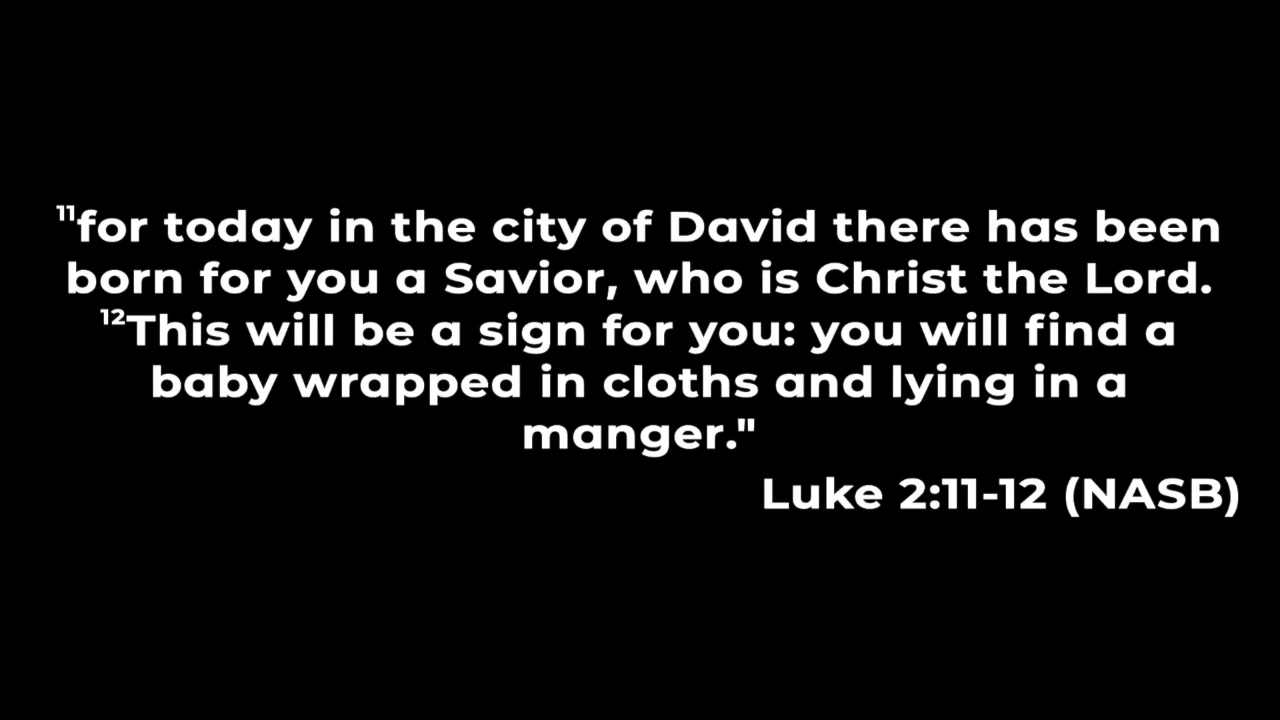 ¹¹for today in the city of David there has been
born for you a Savior, who is Christ the Lord.
¹²This will be a sign for you: you will find a
baby wrapped in cloths and lying in a
manger."
Luke 2:11-12 (NASB)